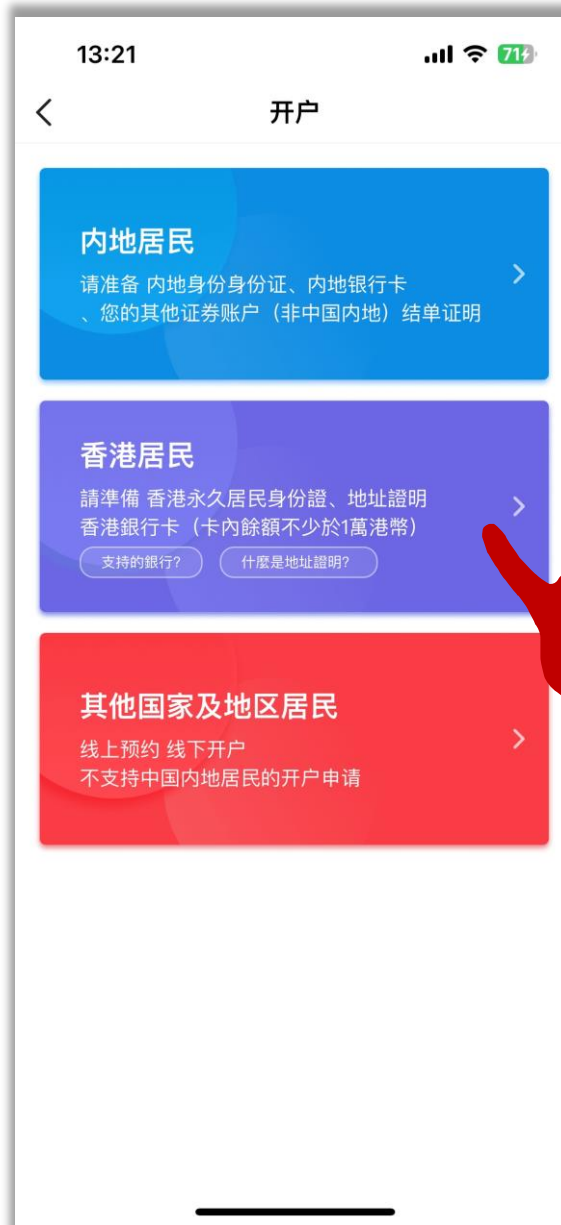 13:21
71
开户
内地居民
请准备 内地身份身份证、内地银行卡
、您的其他证券账户（非中国内地）结单证明
香港居民
請準備 香港永久居民身份證、地址證明
香港銀行卡（卡內餘額不少於1萬港幣）
支持的銀行?
什麼是地址證明?
其他国家及地区居民
线上预约 线下开户
不支持中国内地居民的开户申请